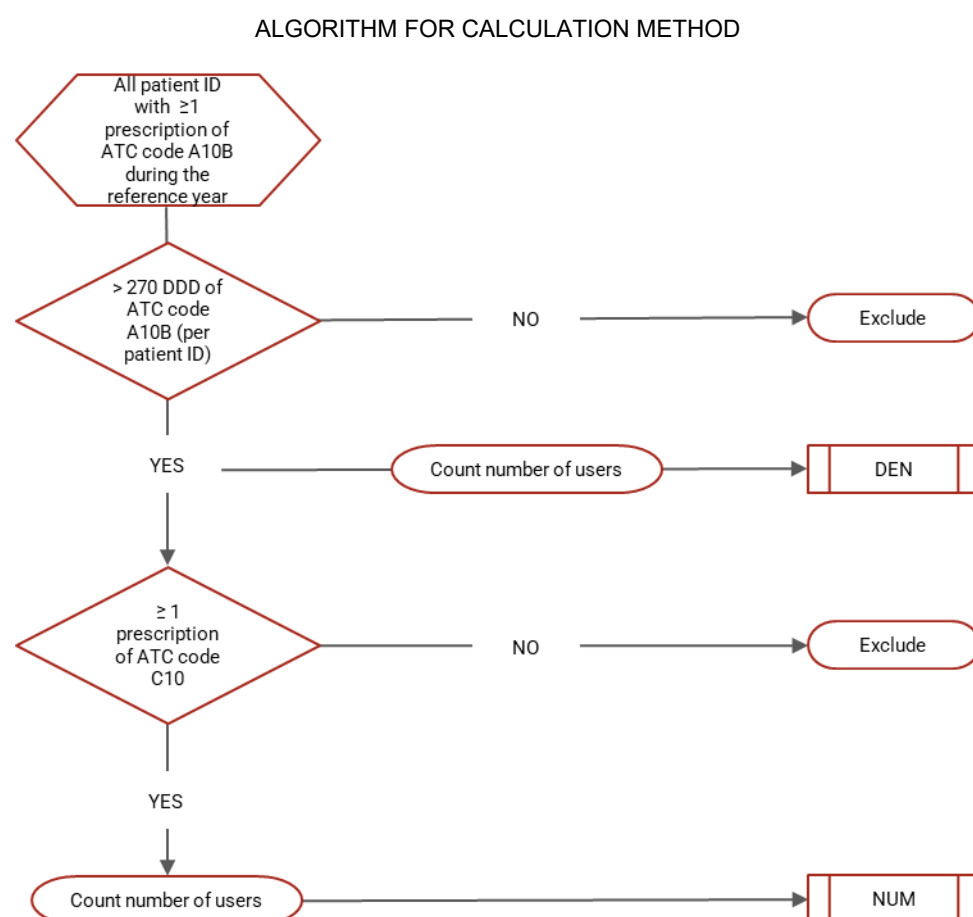 ALGORITHM FOR CALCULATION METHOD
All patient ID
with ≥1
prescription of
ATC code A10B
during the
reference year
> 270 DDD of
ATC code
A10B (per
patient ID)
NO
Exclude
YES
Count number of users
DEN
≥ 1
prescription
of ATC code
C10
NO
Exclude
YES
Count number of users
NUM